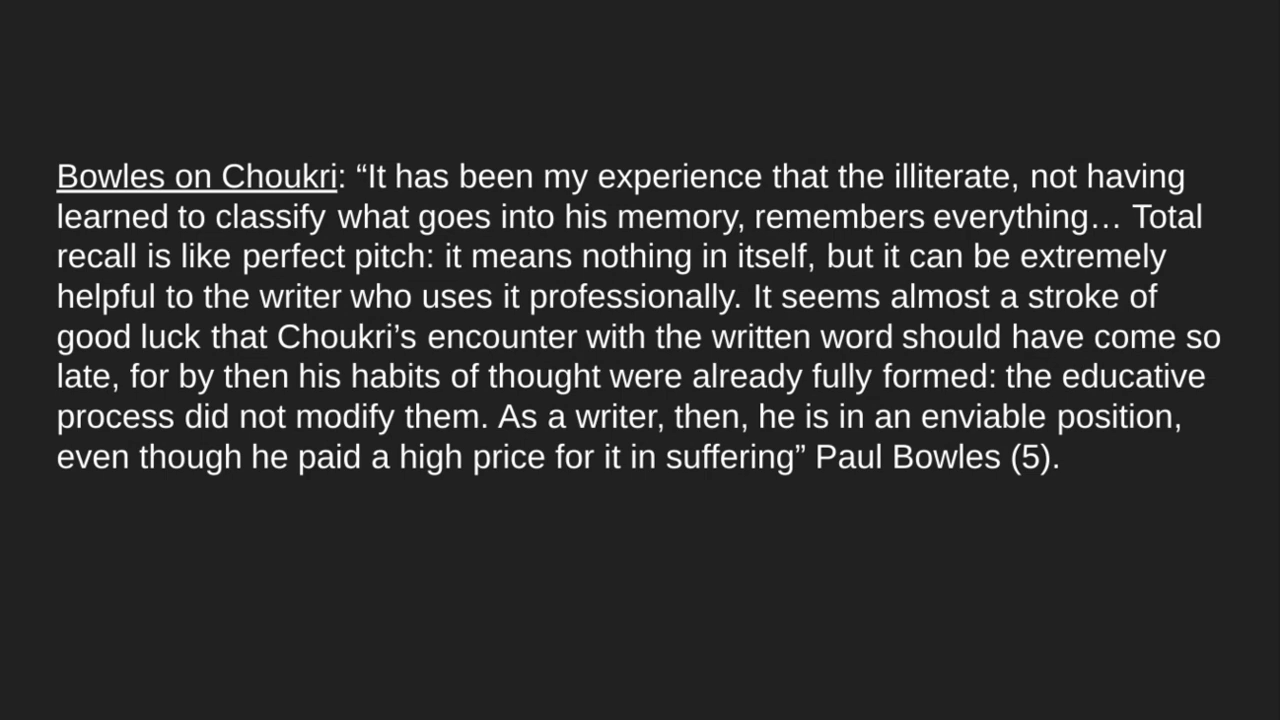 Bowles on Choukri: “It has been my experience that the illiterate, not having
learned to classify what goes into his memory, remembers everything… Total
recall is like perfect pitch: it means nothing in itself, but it can be extremely
helpful to the writer who uses it professionally. It seems almost a stroke of
good luck that Choukri’s encounter with the written word should have come so
late, for by then his habits of thought were already fully formed: the educative
process did not modify them. As a writer, then, he is in an enviable position,
even though he paid a high price for it in suffering” Paul Bowles (5).